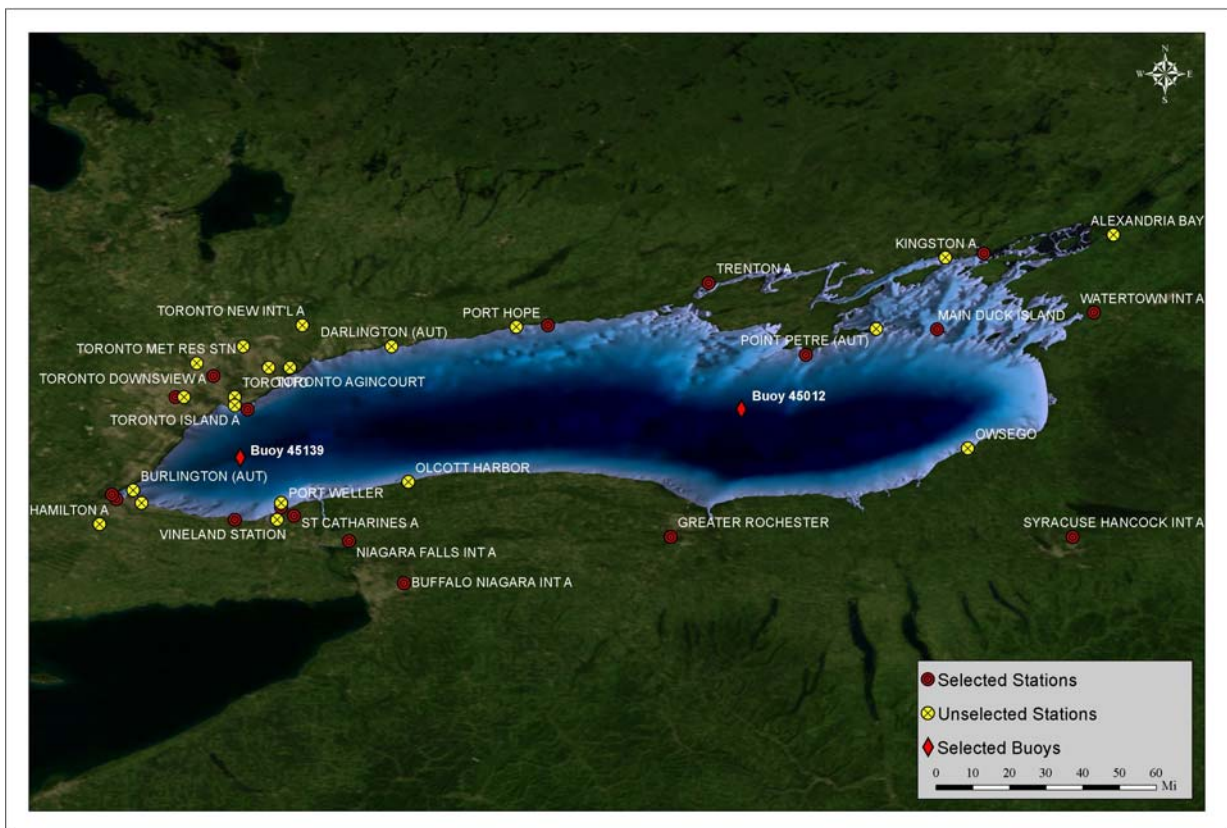 N
W E
S
ALEXANDRIA BAY
KINGSTON A
TRENTON A
WATERTOWN INT A
TORONTO NEW INT'L A
PORT HOPE
MAIN DUCK ISLAND
DARLINGTON (AUT)
POINT PETRE (AUT)
TORONTO MET RES STN
TORONTO DOWNSVIEW A
TORONTO
TORONTO AGINCOURT
Buoy 45012
TORONTO ISLAND A
OWSEGO
Buoy 45139
OLCOTT HARBOR
BURLINGTON (AUT)
PORT WELLER
HAMILTON A
ST CATHARINES A
GREATER ROCHESTER
SYRACUSE HANCOCK INT A
VINELAND STATION
NIAGARA FALLS INT A
BUFFALO NIAGARA INT A
Selected Stations
Unselected Stations
Selected Buoys
0 10 20 30 40 50 60
Mi